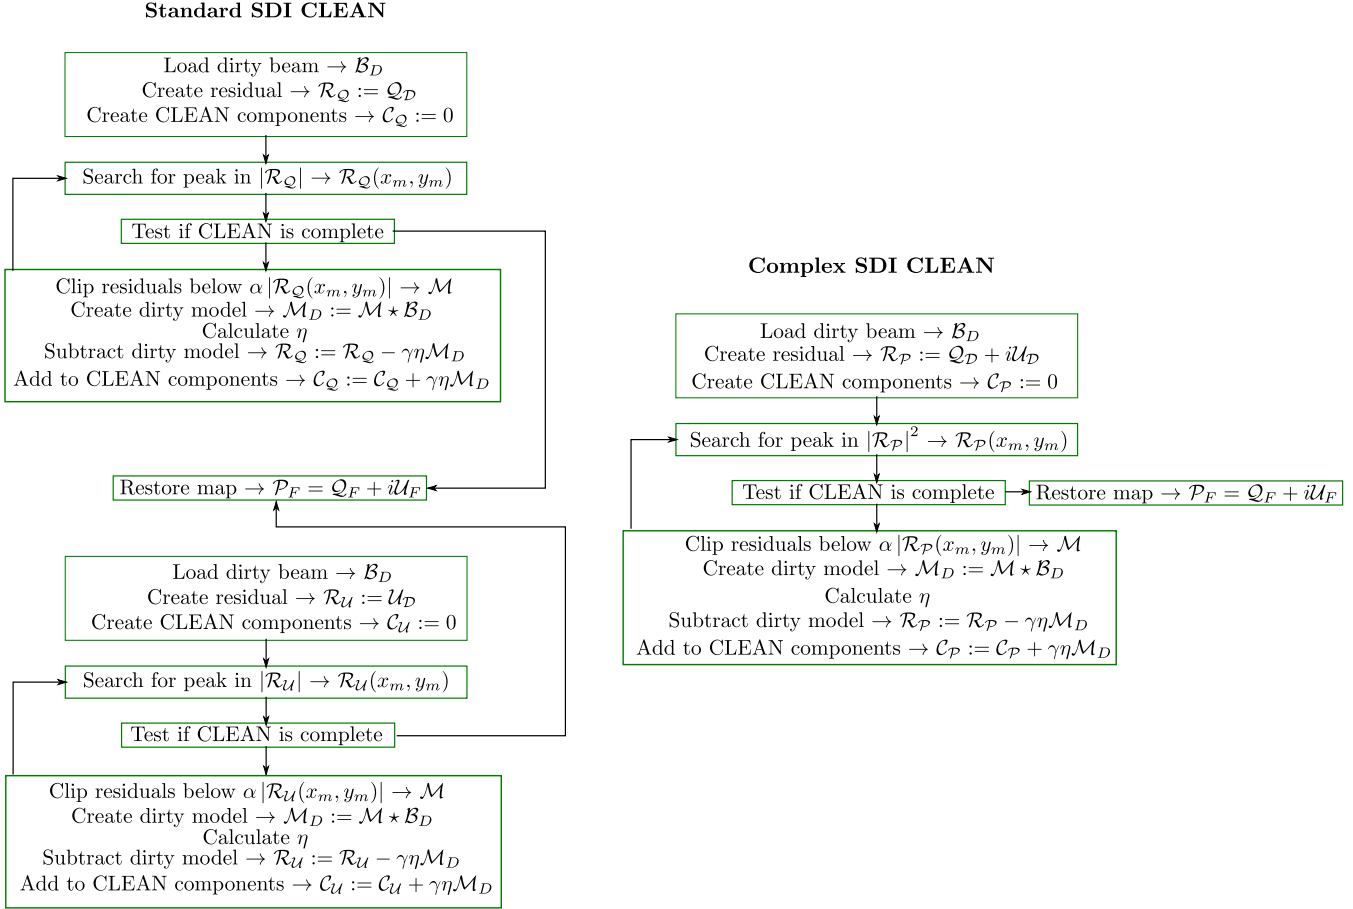 Standard SDI CLEAN
Load dirty beam → 𝓑_D
Create residual → 𝓡_𝓠 := 𝓠_𝓓
Create CLEAN components → 𝓒_𝓠 := 0
Search for peak in |𝓡_𝓠| → 𝓡_𝓠(x_m, y_m)
Test if CLEAN is complete
Clip residuals below α |𝓡_𝓠(x_m, y_m)| → 𝓜
Create dirty model → 𝓜_D := 𝓜 ⋆ 𝓑_D
Calculate η
Subtract dirty model → 𝓡_𝓠 := 𝓡_𝓠 − γη𝓜_D
Add to CLEAN components → 𝓒_𝓠 := 𝓒_𝓠 + γη𝓜_D
Restore map → 𝓟_F = 𝓠_F + i𝓤_F
Load dirty beam → 𝓑_D
Create residual → 𝓡_𝓤 := 𝓤_𝓓
Create CLEAN components → 𝓒_𝓤 := 0
Search for peak in |𝓡_𝓤| → 𝓡_𝓤(x_m, y_m)
Test if CLEAN is complete
Clip residuals below α |𝓡_𝓤(x_m, y_m)| → 𝓜
Create dirty model → 𝓜_D := 𝓜 ⋆ 𝓑_D
Calculate η
Subtract dirty model → 𝓡_𝓤 := 𝓡_𝓤 − γη𝓜_D
Add to CLEAN components → 𝓒_𝓤 := 𝓒_𝓤 + γη𝓜_D
Complex SDI CLEAN
Load dirty beam → 𝓑_D
Create residual → 𝓡_𝓟 := 𝓠_𝓓 + i𝓤_𝓓
Create CLEAN components → 𝓒_𝓟 := 0
Search for peak in |𝓡_𝓟|² → 𝓡_𝓟(x_m, y_m)
Test if CLEAN is complete
Restore map → 𝓟_F = 𝓠_F + i𝓤_F
Clip residuals below α |𝓡_𝓟(x_m, y_m)| → 𝓜
Create dirty model → 𝓜_D := 𝓜 ⋆ 𝓑_D
Calculate η
Subtract dirty model → 𝓡_𝓟 := 𝓡_𝓟 − γη𝓜_D
Add to CLEAN components → 𝓒_𝓟 := 𝓒_𝓟 + γη𝓜_D